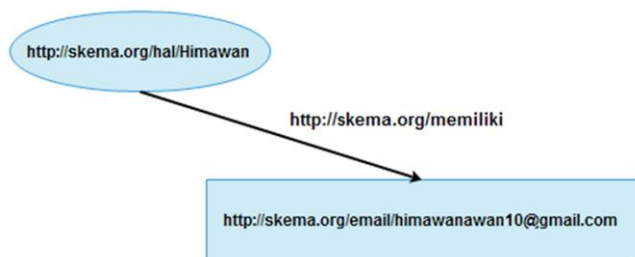 http://skema.org/hal/Himawan
http://skema.org/memiliki
http://skema.org/email/himawanawan10@gmail.com